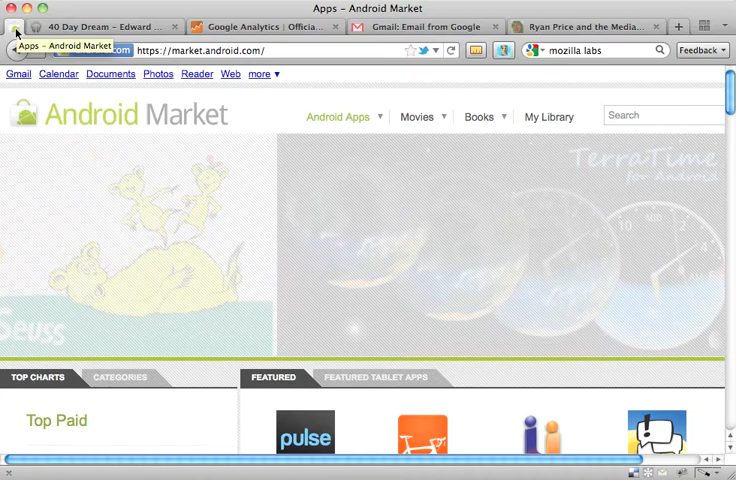 Apps – Android Market
40 Day Dream – Edward ...
Google Analytics | Officia...
Gmail: Email from Google
Ryan Price and the Media...
Apps – Android Market
.com
https://market.android.com/
mozilla labs
Feedback
Gmail Calendar Documents Photos Reader Web more
Android Market
Android Apps Movies Books My Library
Search
TerraTime
for Android
Seuss
TOP CHARTS CATEGORIES
FEATURED FEATURED TABLET APPS
Top Paid
pulse